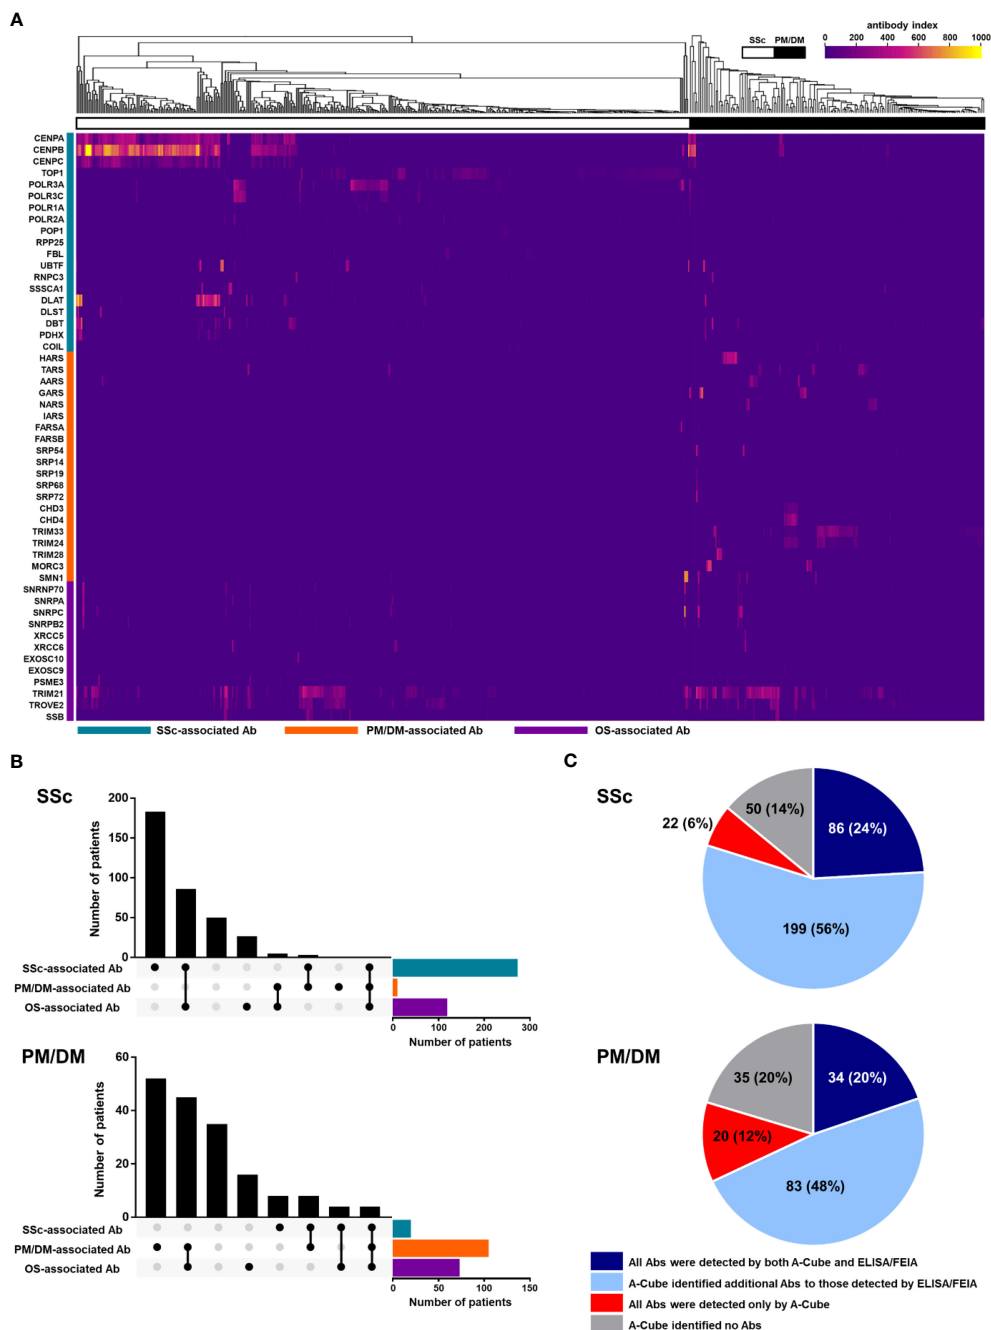 A
SSc PM/DM
antibody index
0 200 400 600 800 1000
CENPA
CENPB
CENPC
TOP1
POLR3A
POLR3C
POLR1A
POLR2A
POP1
RPP25
FBL
UBTF
RNPC3
SSSCA1
DLAT
DLST
DBT
PDHX
COIL
HARS
TARS
AARS
GARS
NARS
IARS
FARSA
FARSB
SRP54
SRP14
SRP19
SRP68
SRP72
CHD3
CHD4
TRIM33
TRIM24
TRIM28
MORC3
SMN1
SNRNP70
SNRPA
SNRPC
SNRPB2
XRCC5
XRCC6
EXOSC10
EXOSC9
PSME3
TRIM21
TROVE2
SSB
SSc-associated Ab PM/DM-associated Ab OS-associated Ab
B
SSc
Number of patients
200
150
100
50
0
SSc-associated Ab
PM/DM-associated Ab
OS-associated Ab
0 100 200 300
Number of patients
PM/DM
Number of patients
60
40
20
0
SSc-associated Ab
PM/DM-associated Ab
OS-associated Ab
0 50 100 150
Number of patients
C
SSc
50 (14%)
86 (24%)
22 (6%)
199 (56%)
PM/DM
35 (20%)
34 (20%)
20 (12%)
83 (48%)
All Abs were detected by both A-Cube and ELISA/FEIA
A-Cube identified additional Abs to those detected by ELISA/FEIA
All Abs were detected only by A-Cube
A-Cube identified no Abs